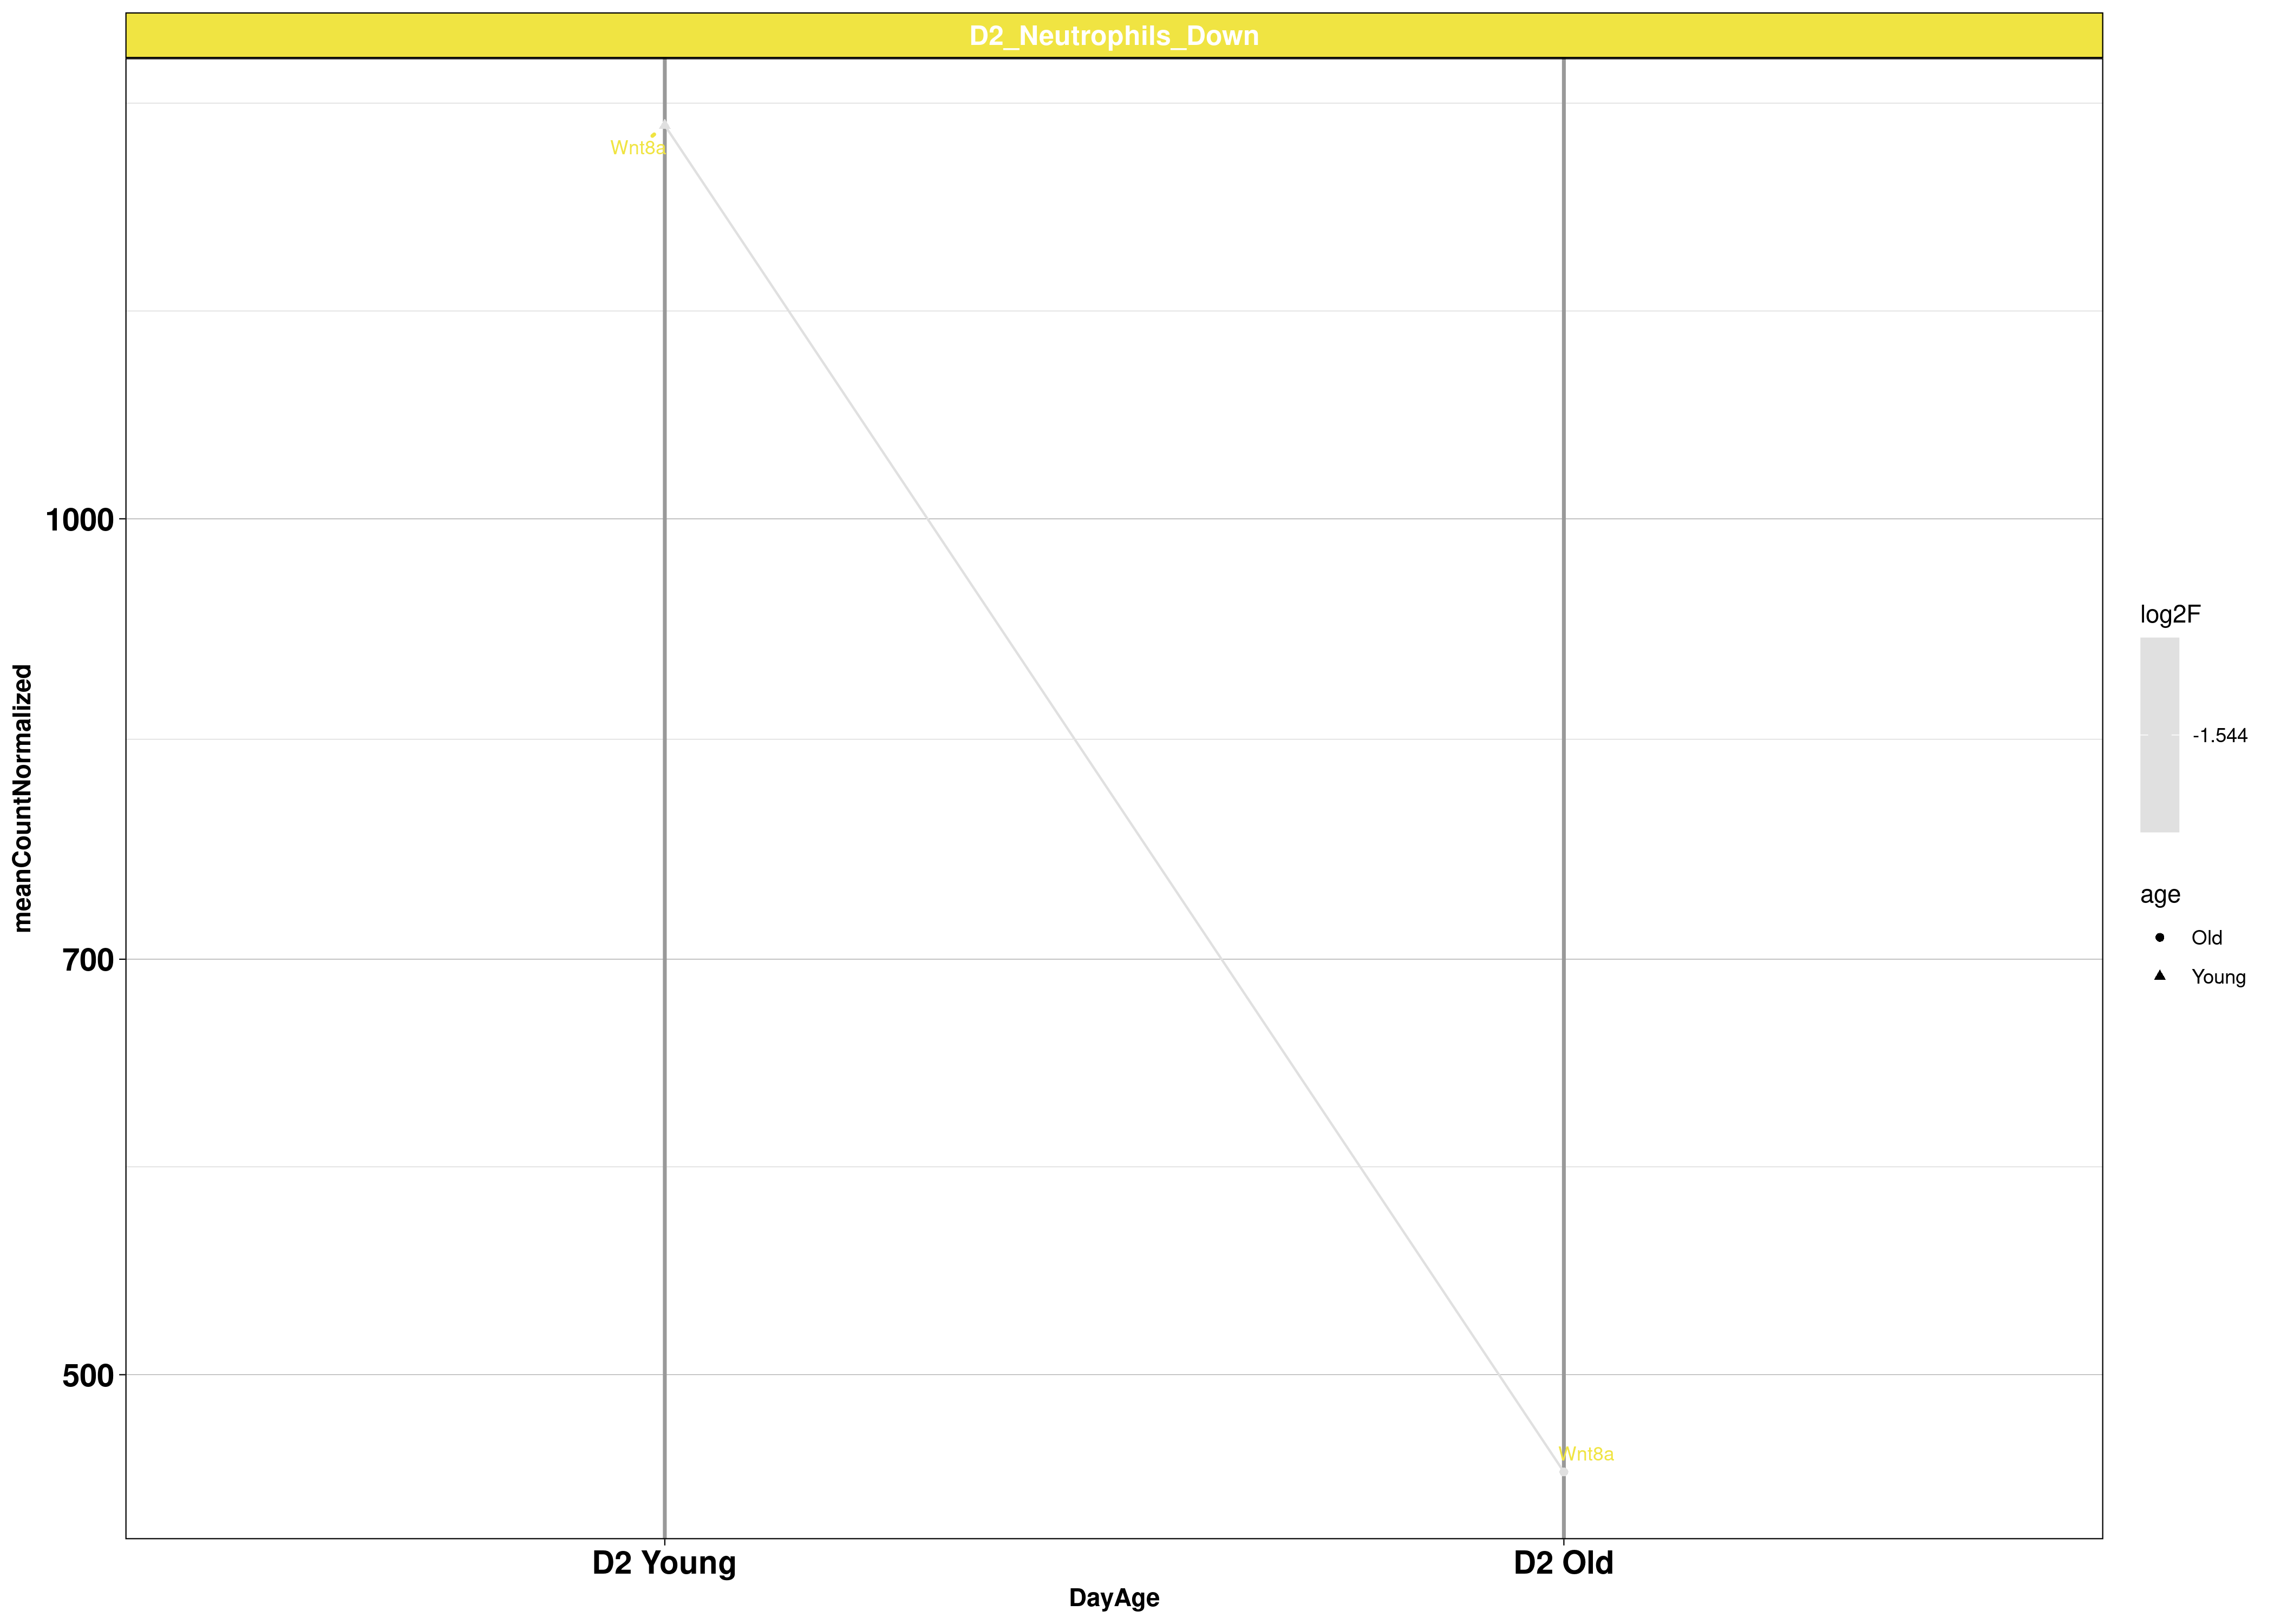 D2_Neutrophils_Down
Wnt8a
1000
700
500
Wnt8a
meanCountNormalized
D2 Young
D2 Old
DayAge
log2F
-1.544
age
Old
Young